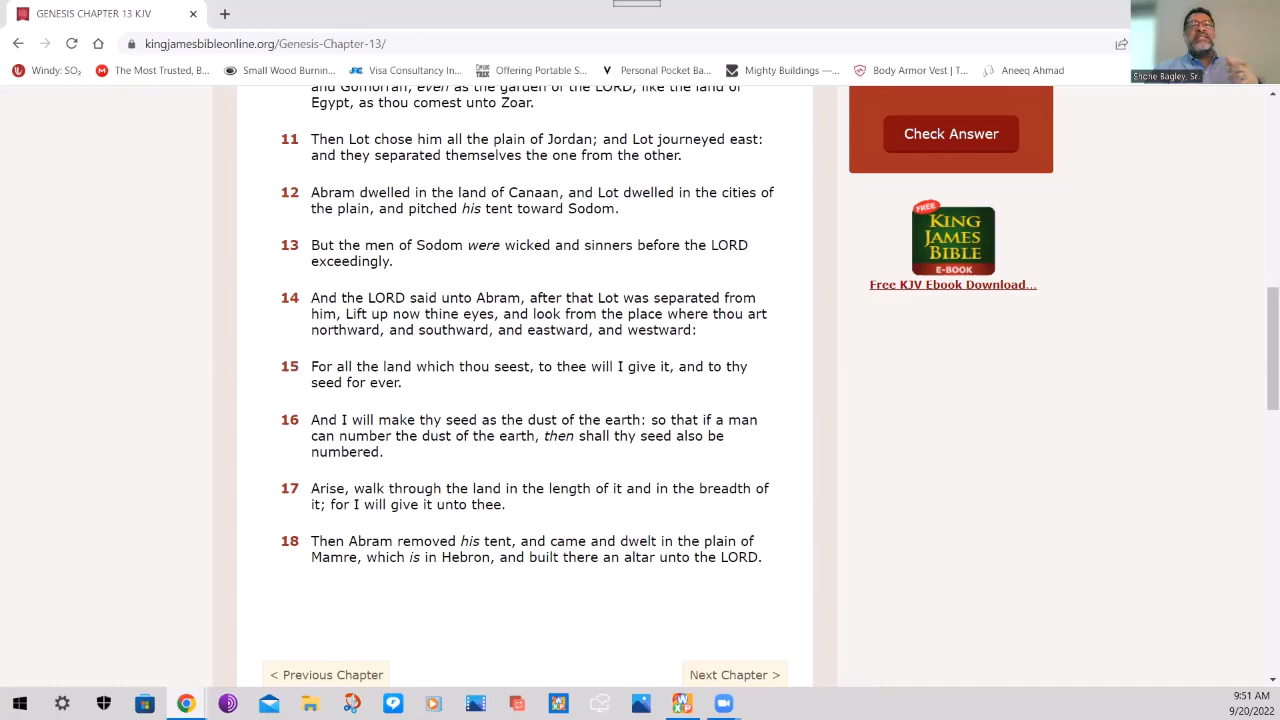 GENESIS CHAPTER 13 KJV
kingjamesbibleonline.org/Genesis-Chapter-13/
Windy: SO₂
The Most Trusted, B...
Small Wood Burnin...
Visa Consultancy In...
Offering Portable S...
Personal Pocket Ba...
Mighty Buildings —...
Body Armor Vest | T...
Aneeq Ahmad
Shone Bagley, Sr.
and Gomorrah, even as the garden of the LORD, like the land of
Egypt, as thou comest unto Zoar.
11 Then Lot chose him all the plain of Jordan; and Lot journeyed east:
and they separated themselves the one from the other.
12 Abram dwelled in the land of Canaan, and Lot dwelled in the cities of
the plain, and pitched his tent toward Sodom.
13 But the men of Sodom were wicked and sinners before the LORD
exceedingly.
14 And the LORD said unto Abram, after that Lot was separated from
him, Lift up now thine eyes, and look from the place where thou art
northward, and southward, and eastward, and westward:
15 For all the land which thou seest, to thee will I give it, and to thy
seed for ever.
16 And I will make thy seed as the dust of the earth: so that if a man
can number the dust of the earth, then shall thy seed also be
numbered.
17 Arise, walk through the land in the length of it and in the breadth of
it; for I will give it unto thee.
18 Then Abram removed his tent, and came and dwelt in the plain of
Mamre, which is in Hebron, and built there an altar unto the LORD.
< Previous Chapter
Next Chapter >
Check Answer
FREE
KING
JAMES
BIBLE
E-BOOK
Free KJV Ebook Download...
9:51 AM
9/20/2022